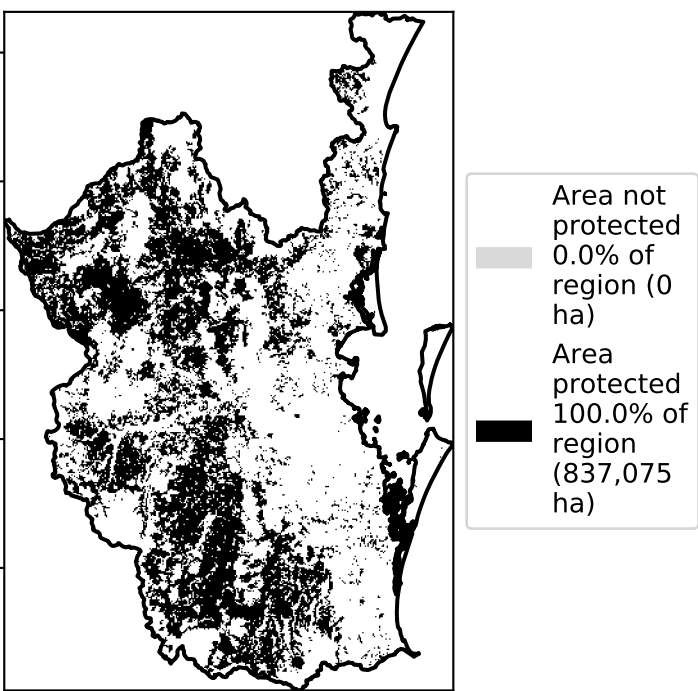 Area not
protected
0.0% of
region (0
ha)
Area
protected
100.0% of
region
(837,075
ha)